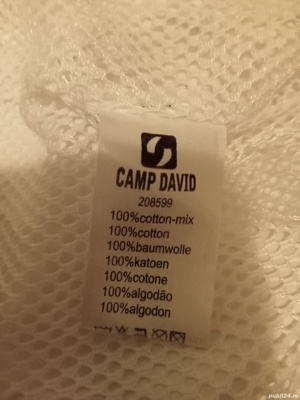 CAMP DAVID
208599
100%cotton-mix
100%cotton
100%baumwolle
100%katoen
100%cotone
100%algodão
100%algodon
publi24.ro